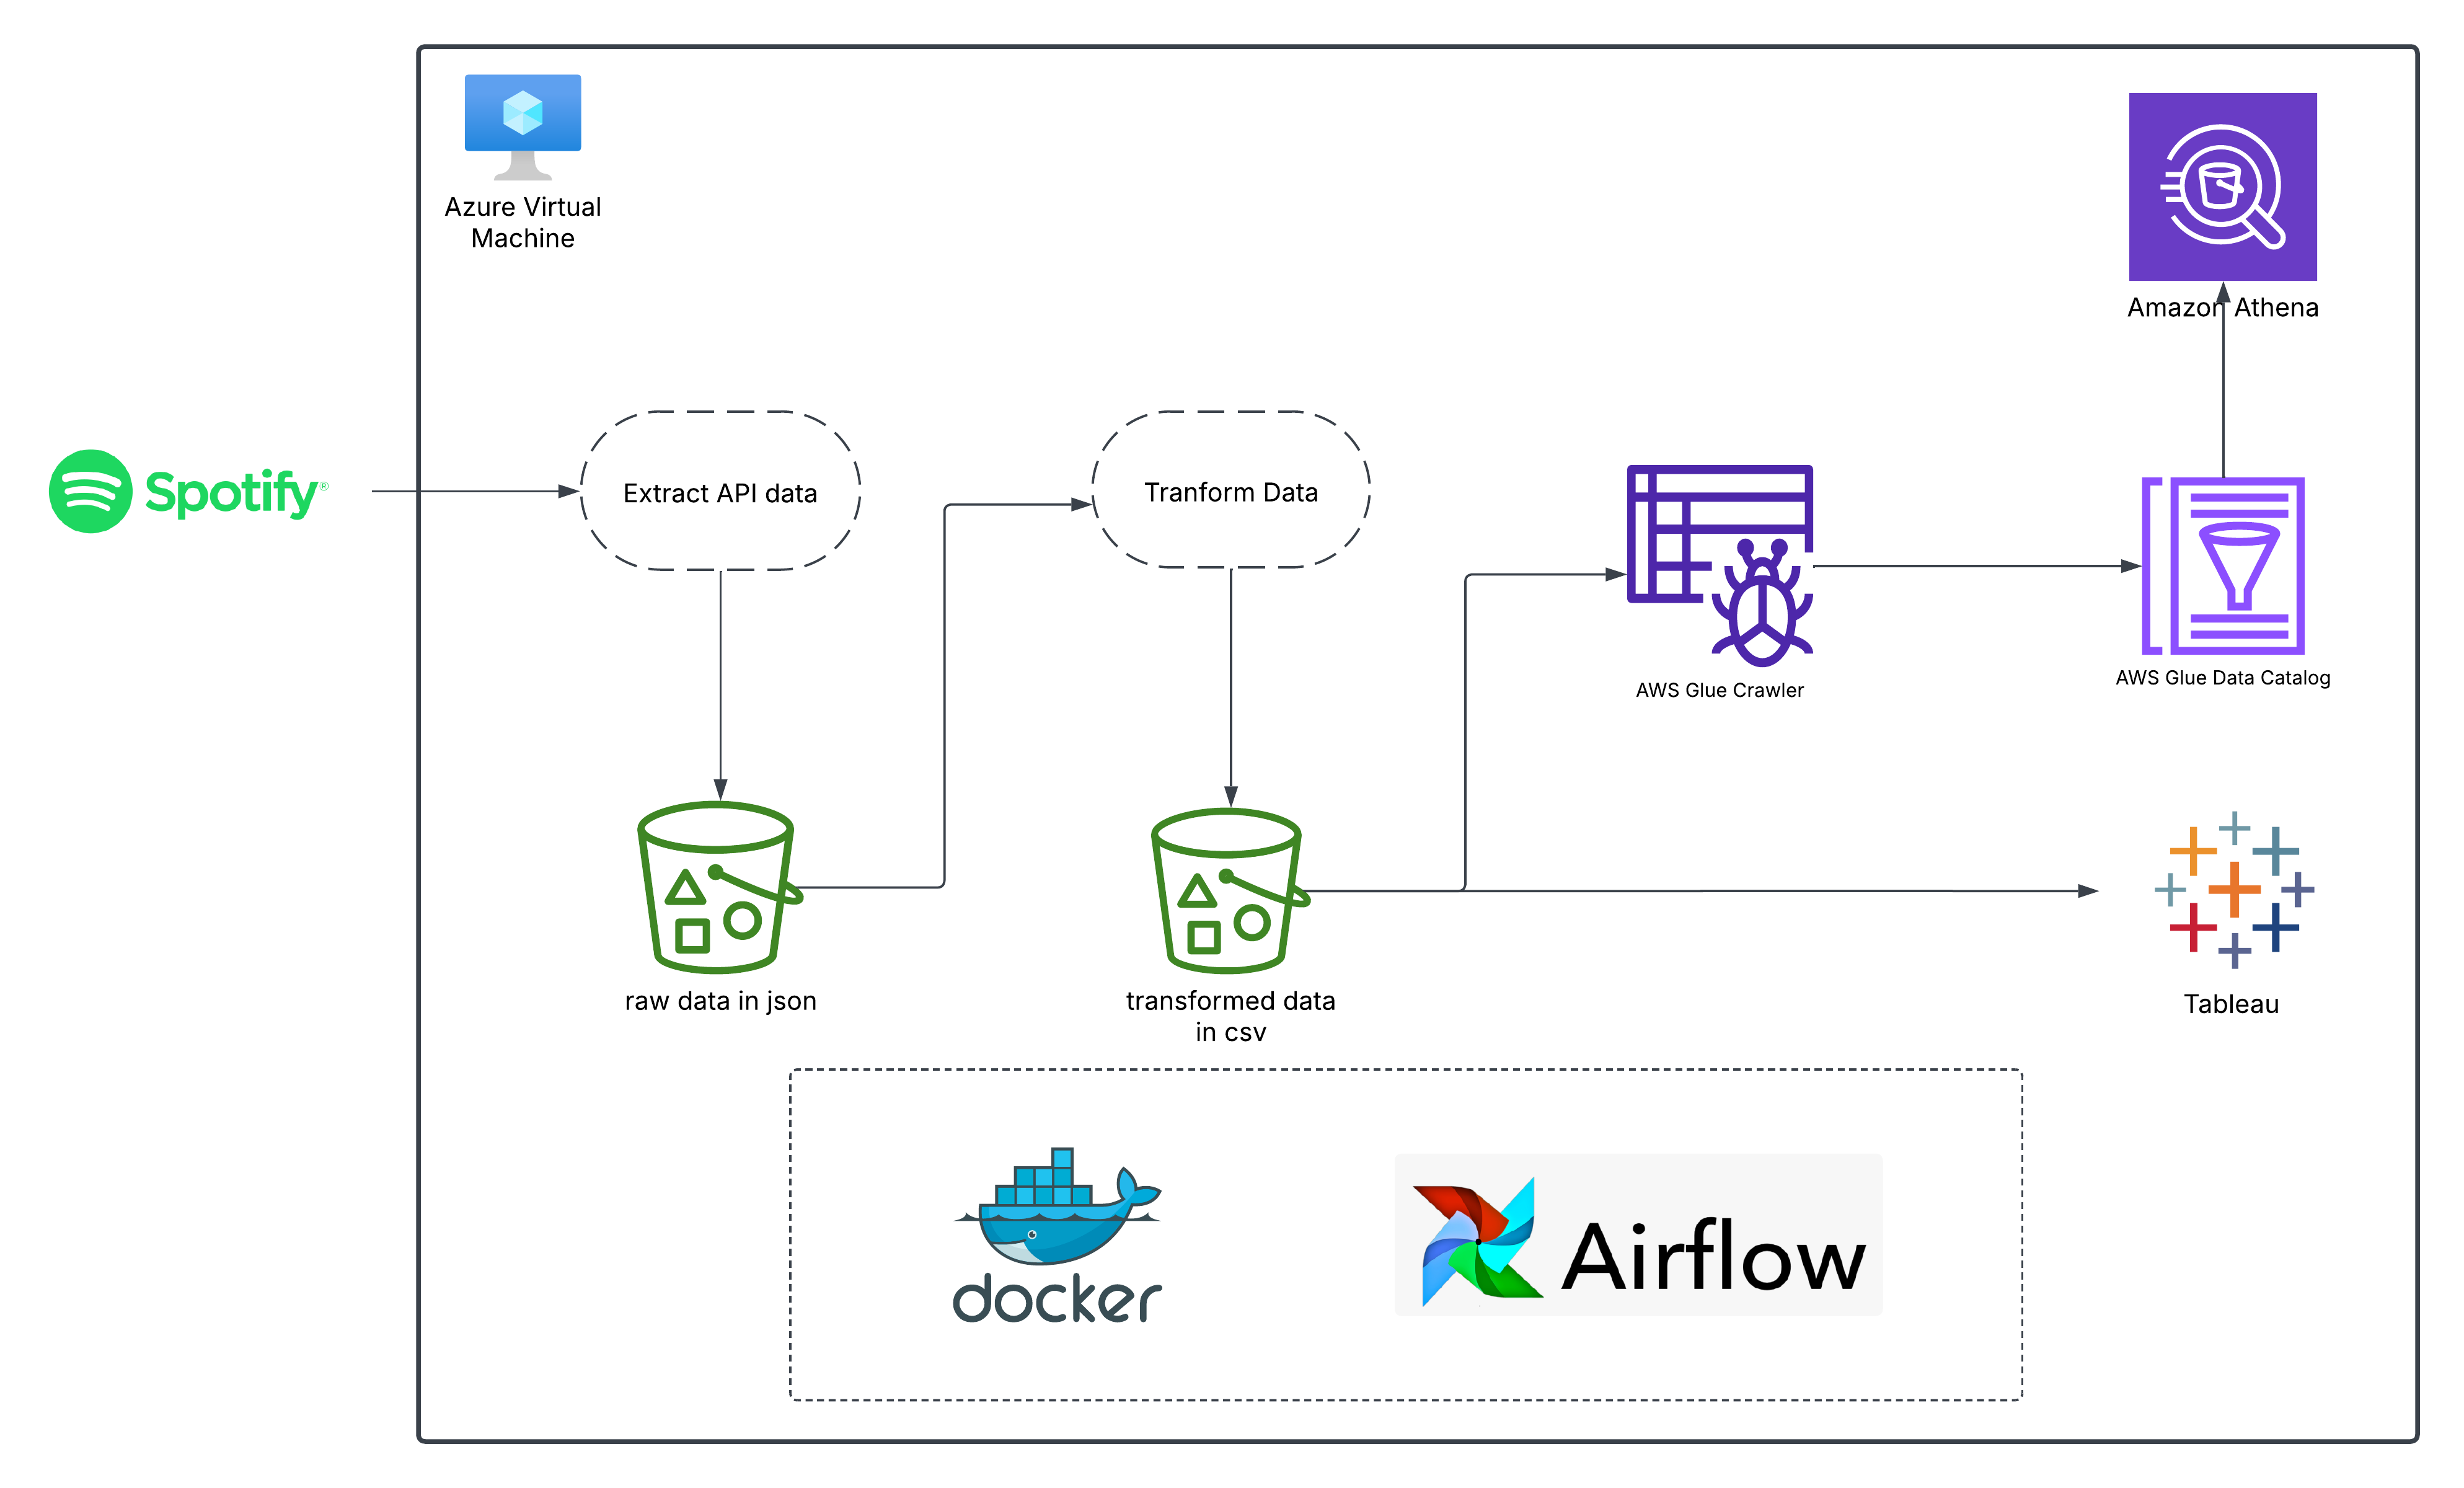 Azure Virtual
Machine
Amazon Athena
Spotify®
Extract API data
Tranform Data
AWS Glue Crawler
AWS Glue Data Catalog
raw data in json
transformed data
in csv
Tableau
docker
Airflow